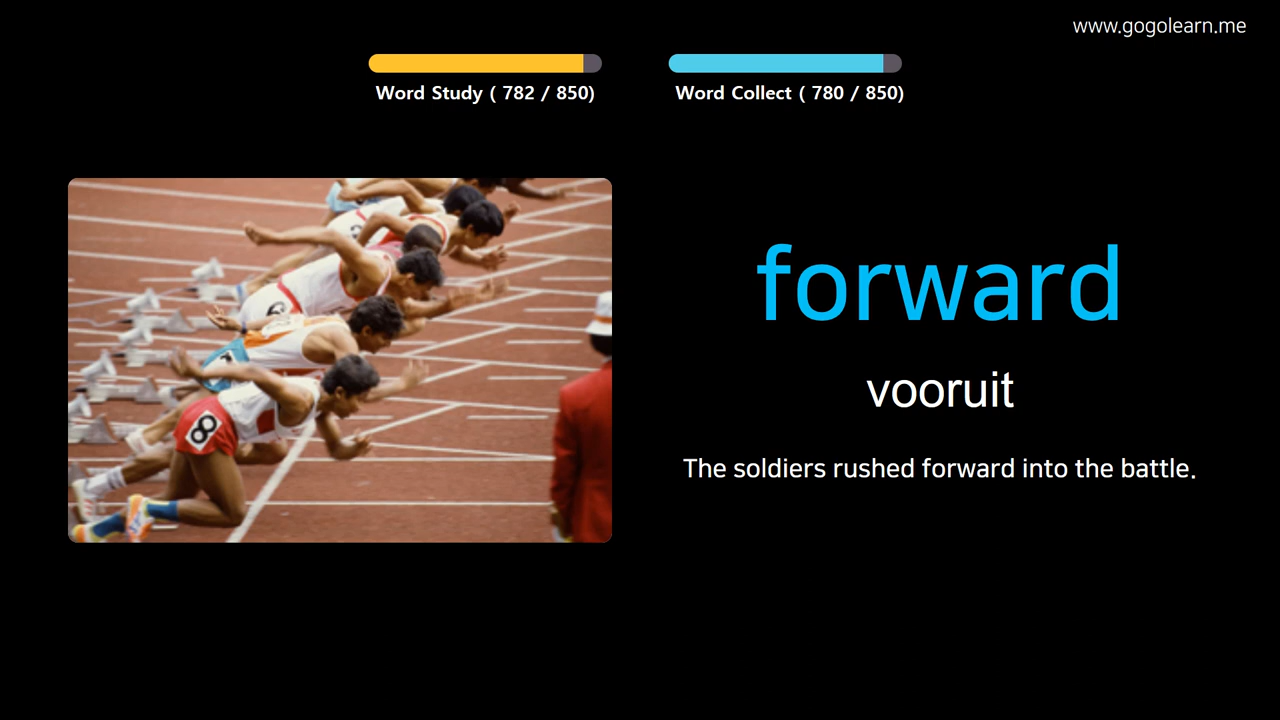 www.gogolearn.me
Word Study ( 782 / 850)
Word Collect ( 780 / 850)
forward
vooruit
The soldiers rushed forward into the battle.
8